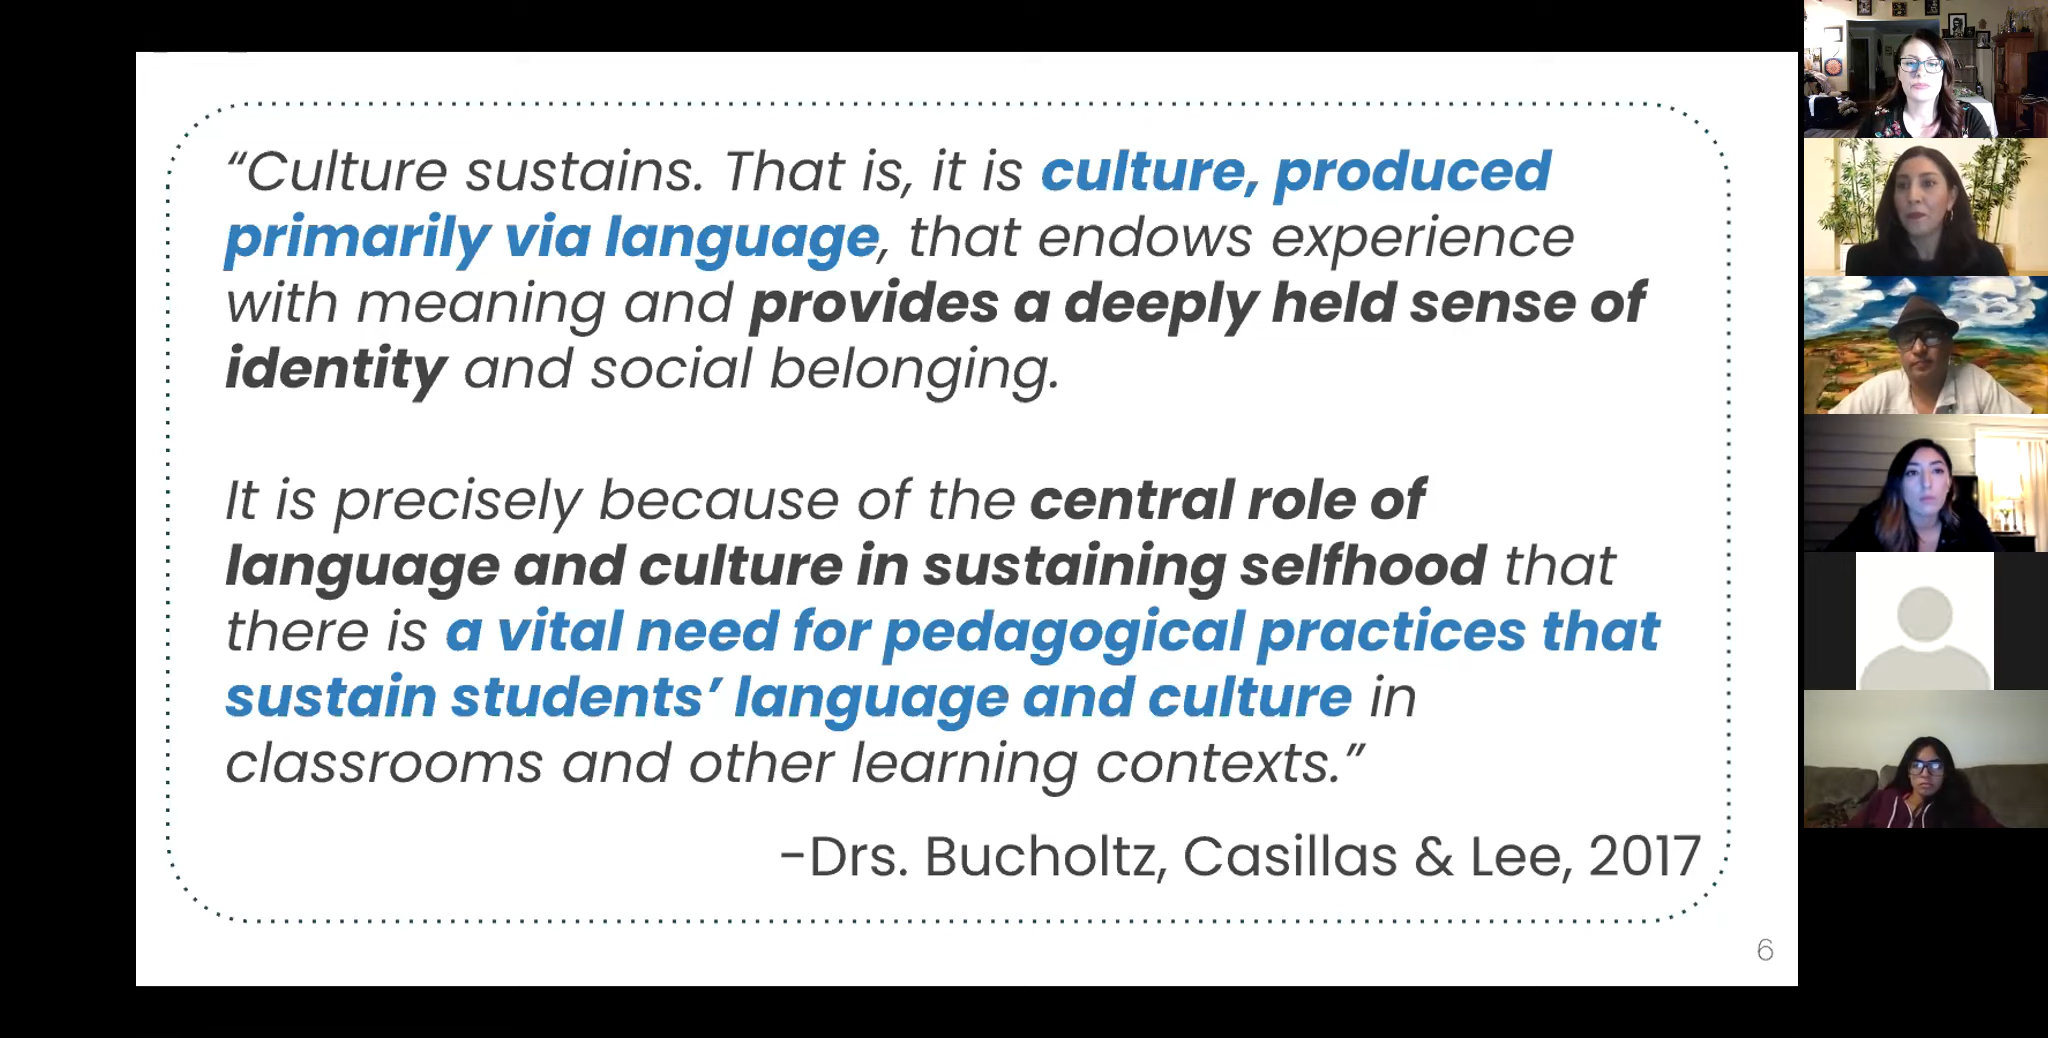 “Culture sustains. That is, it is culture, produced
primarily via language, that endows experience
with meaning and provides a deeply held sense of
identity and social belonging.
It is precisely because of the central role of
language and culture in sustaining selfhood that
there is a vital need for pedagogical practices that
sustain students’ language and culture in
classrooms and other learning contexts.”
-Drs. Bucholtz, Casillas & Lee, 2017
6